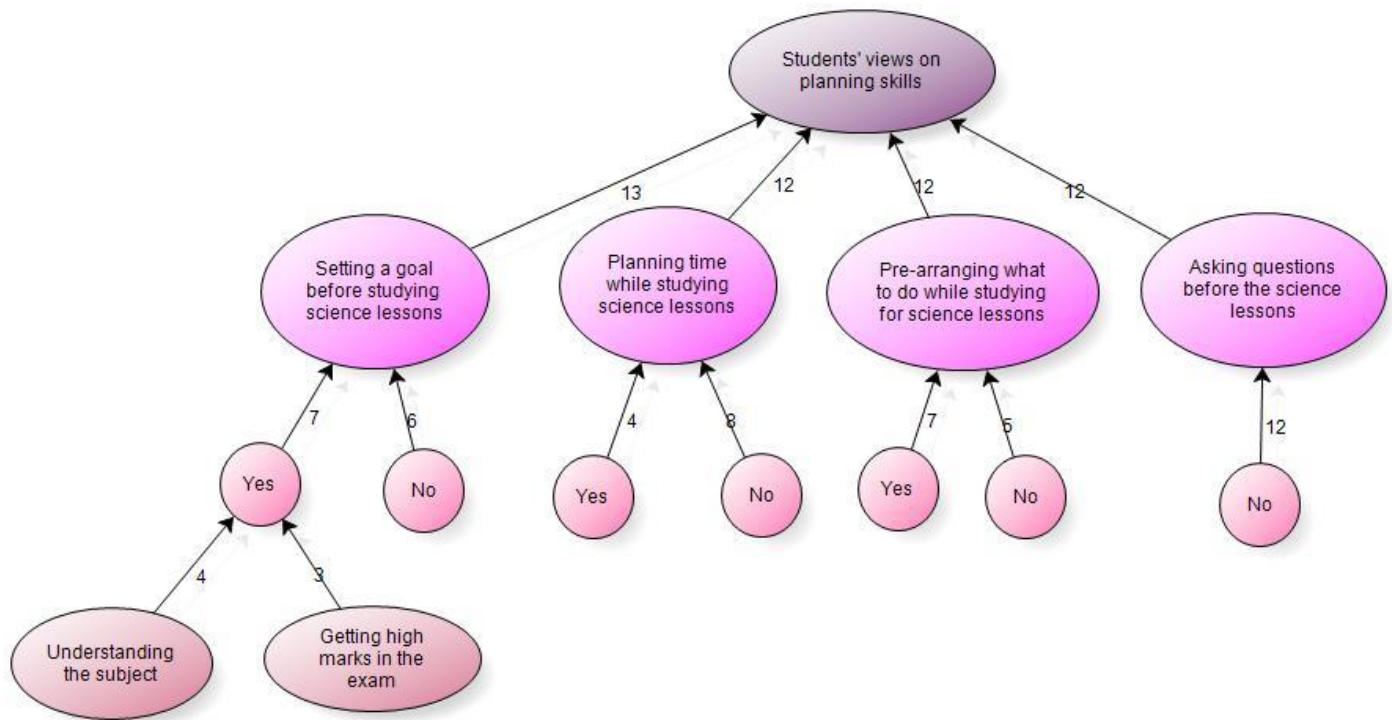 Students' views on
planning skills
13
12
12
12
Setting a goal
before studying
science lessons
Planning time
while studying
science lessons
Pre-arranging what
to do while studying
for science lessons
Asking questions
before the science
lessons
7
6
4
8
7
5
12
Yes
No
Yes
No
Yes
No
No
4
3
Understanding
the subject
Getting high
marks in the
exam